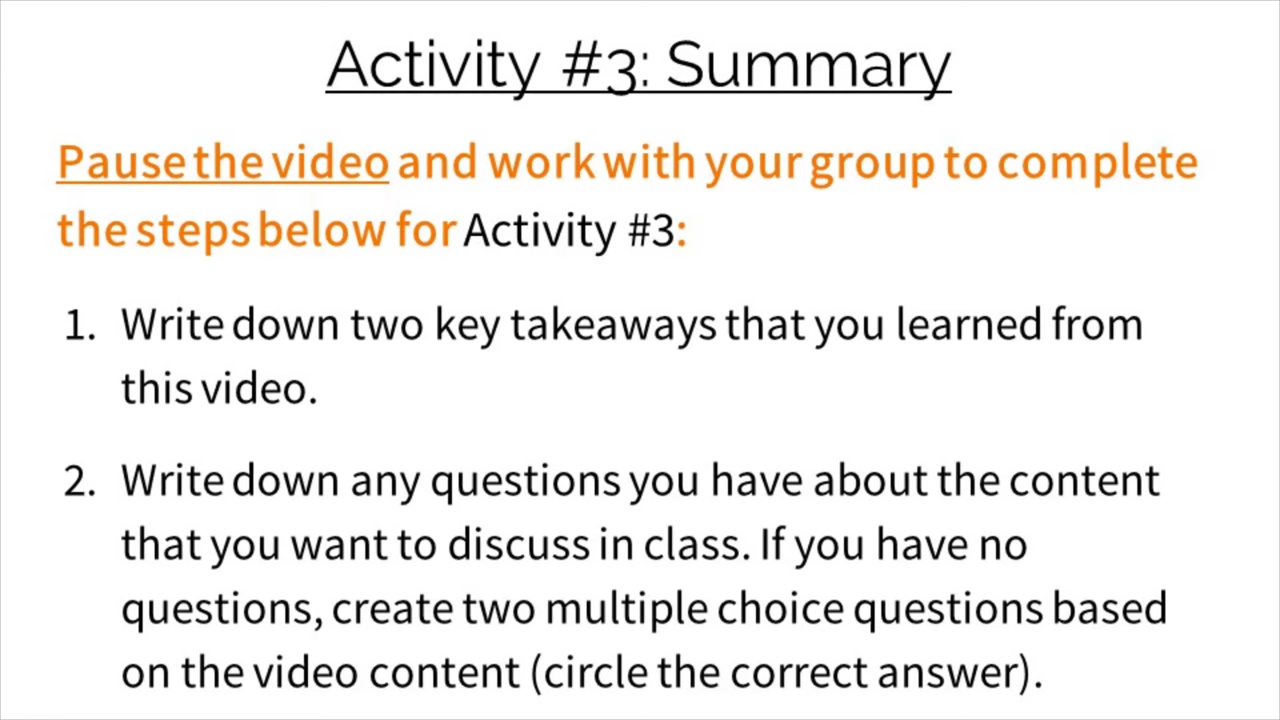 Activity #3: Summary
Pause the video and work with your group to complete
the steps below for Activity #3:
1. Write down two key takeaways that you learned from
this video.
2. Write down any questions you have about the content
that you want to discuss in class. If you have no
questions, create two multiple choice questions based
on the video content (circle the correct answer).